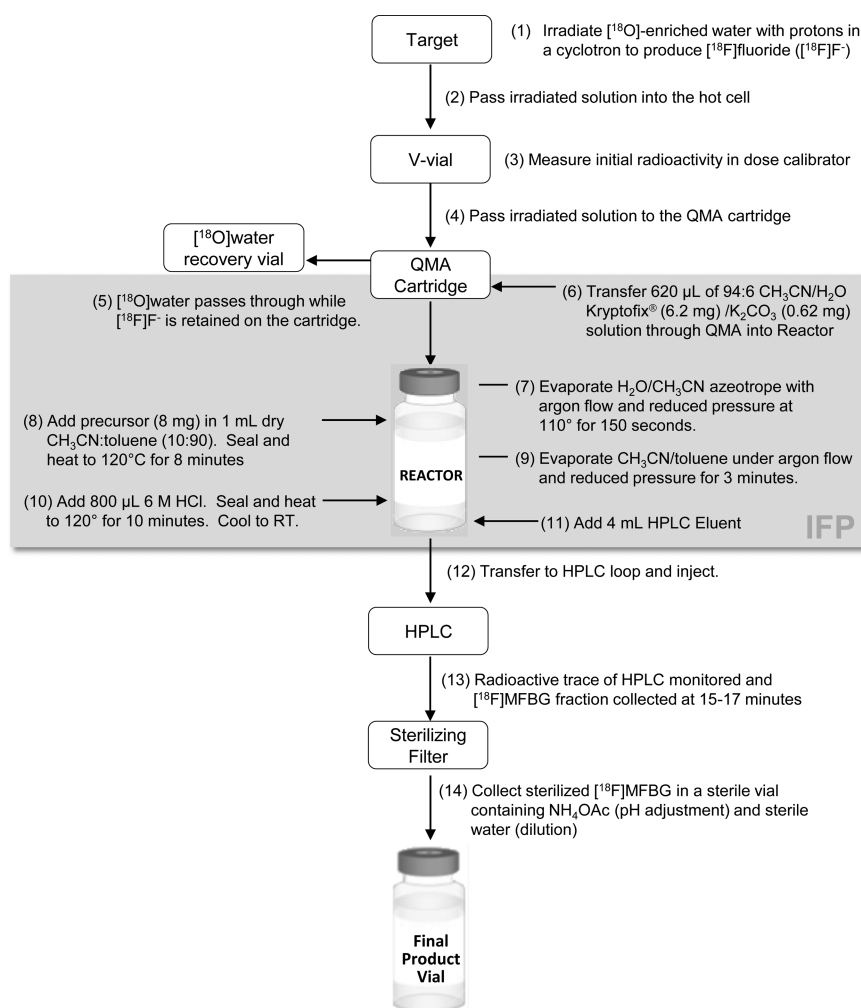 Target
(1) Irradiate [¹⁸O]-enriched water with protons in
a cyclotron to produce [¹⁸F]fluoride ([¹⁸F]F⁻)
(2) Pass irradiated solution into the hot cell
V-vial
(3) Measure initial radioactivity in dose calibrator
(4) Pass irradiated solution to the QMA cartridge
[¹⁸O]water
recovery vial
QMA
Cartridge
(5) [¹⁸O]water passes through while
[¹⁸F]F⁻ is retained on the cartridge.
(6) Transfer 620 µL of 94:6 CH₃CN/H₂O
Kryptofix® (6.2 mg) /K₂CO₃ (0.62 mg)
solution through QMA into Reactor
(7) Evaporate H₂O/CH₃CN azeotrope with
argon flow and reduced pressure at
110° for 150 seconds.
(8) Add precursor (8 mg) in 1 mL dry
CH₃CN:toluene (10:90). Seal and
heat to 120°C for 8 minutes
REACTOR
(9) Evaporate CH₃CN/toluene under argon flow
and reduced pressure for 3 minutes.
(10) Add 800 µL 6 M HCl. Seal and heat
to 120° for 10 minutes. Cool to RT.
(11) Add 4 mL HPLC Eluent
IFP
(12) Transfer to HPLC loop and inject.
HPLC
(13) Radioactive trace of HPLC monitored and
[¹⁸F]MFBG fraction collected at 15-17 minutes
Sterilizing
Filter
(14) Collect sterilized [¹⁸F]MFBG in a sterile vial
containing NH₄OAc (pH adjustment) and sterile
water (dilution)
Final
Product
Vial